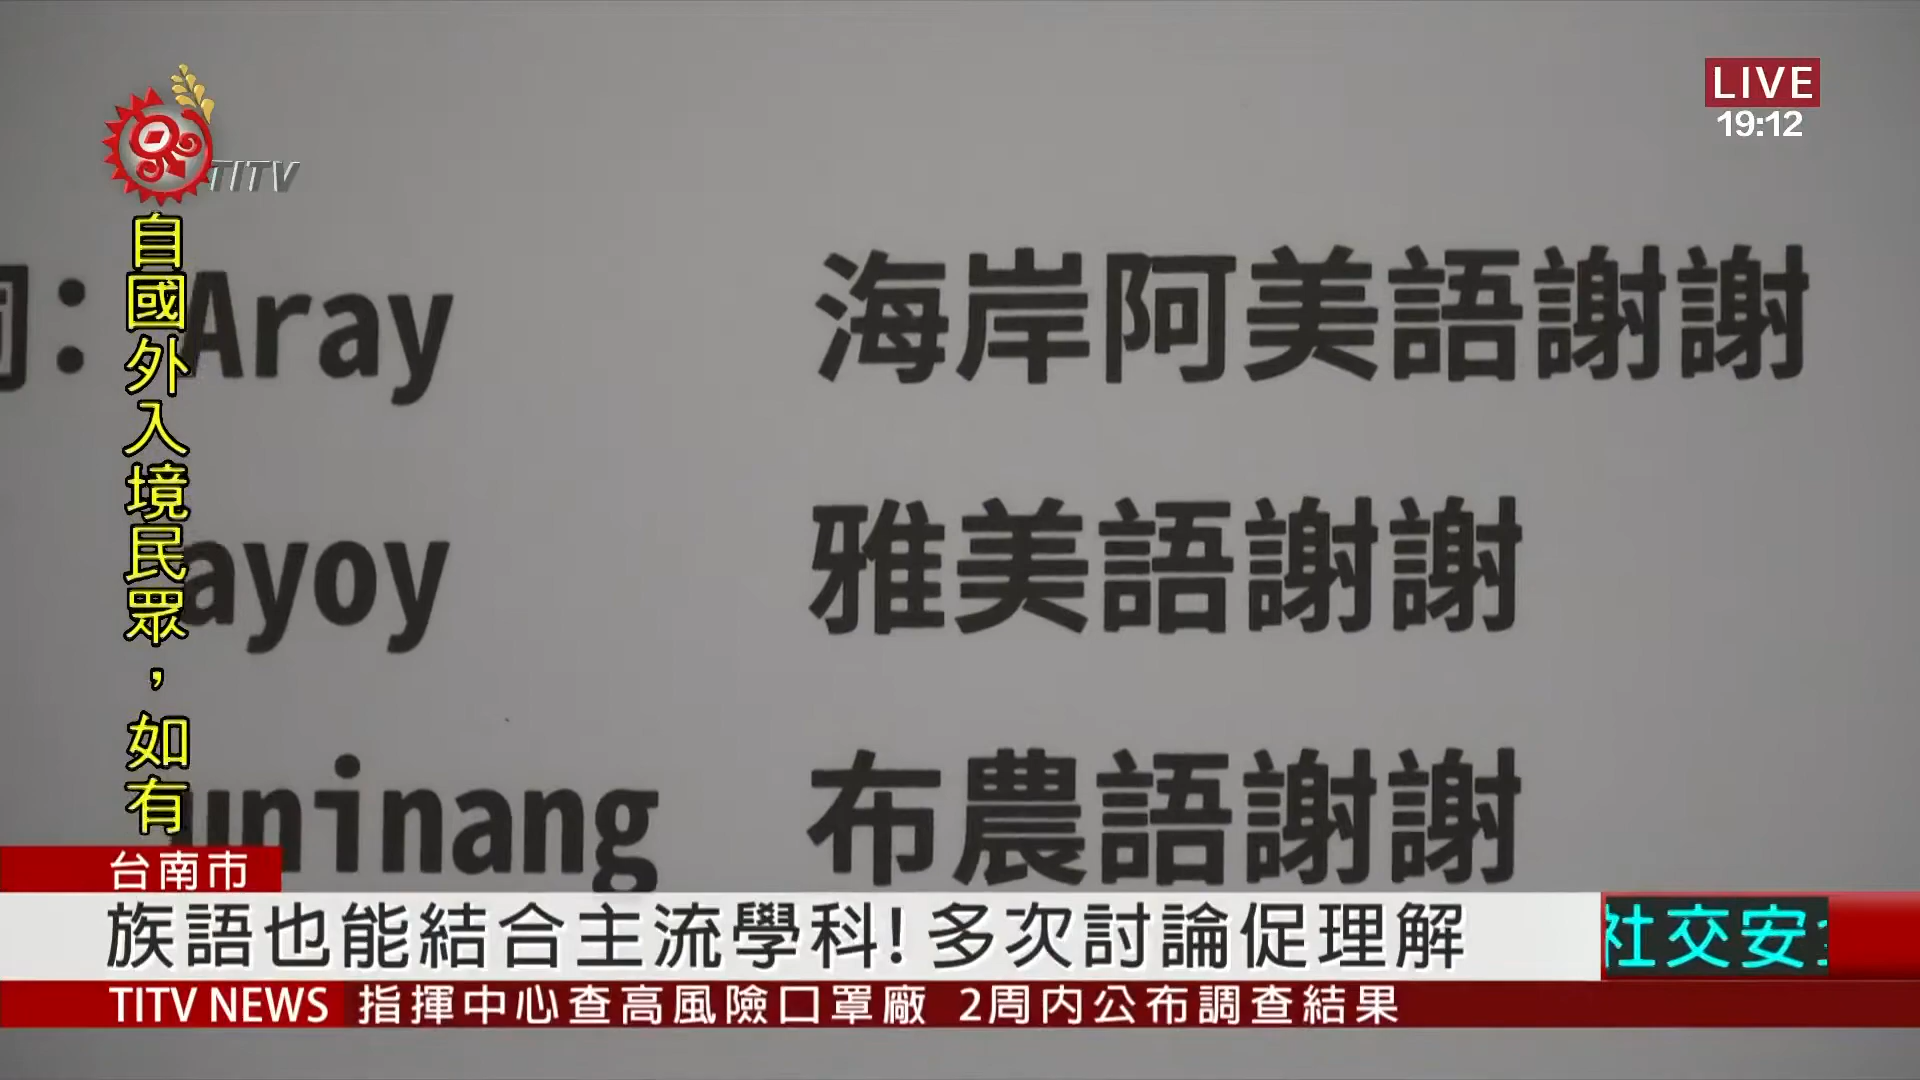 LIVE
19:12
TITV
自國外入境民眾，如有
Aray 海岸阿美語謝謝
ayoy 雅美語謝謝
uninang 布農語謝謝
台南市
族語也能結合主流學科!多次討論促理解
社交安
TITV NEWS 指揮中心查高風險口罩廠 2周內公布調查結果